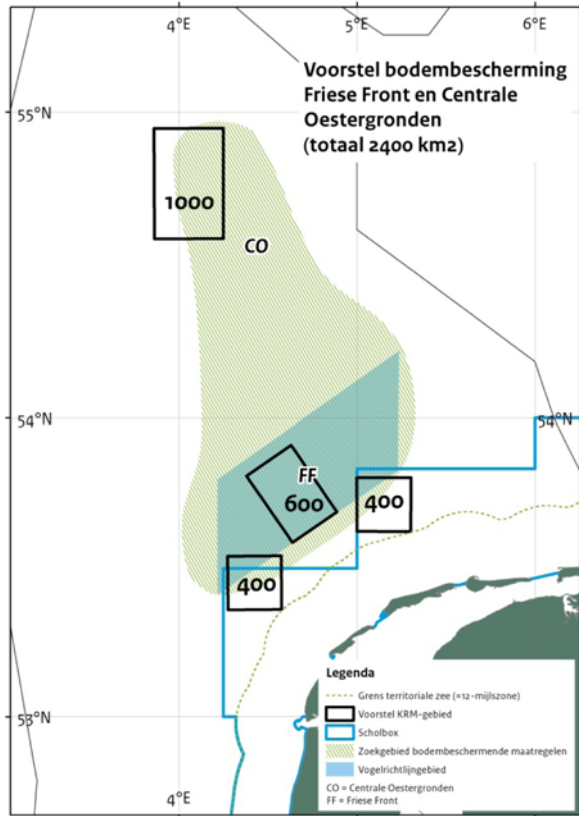 4°E
5°E
6°E
Voorstel bodembescherming
Friese Front en Centrale
Oestergronden
(totaal 2400 km2)
55°N
1000
CO
54°N
54°N
FF
600
400
400
Legenda
Grens territoriale zee (=12-mijlszone)
Voorstel KRM-gebied
Scholbox
Zoekgebied bodembeschermende maatregelen
Vogelrichtlijngebied
CO = Centrale Oestergronden
FF = Friese Front
53°N
4°E